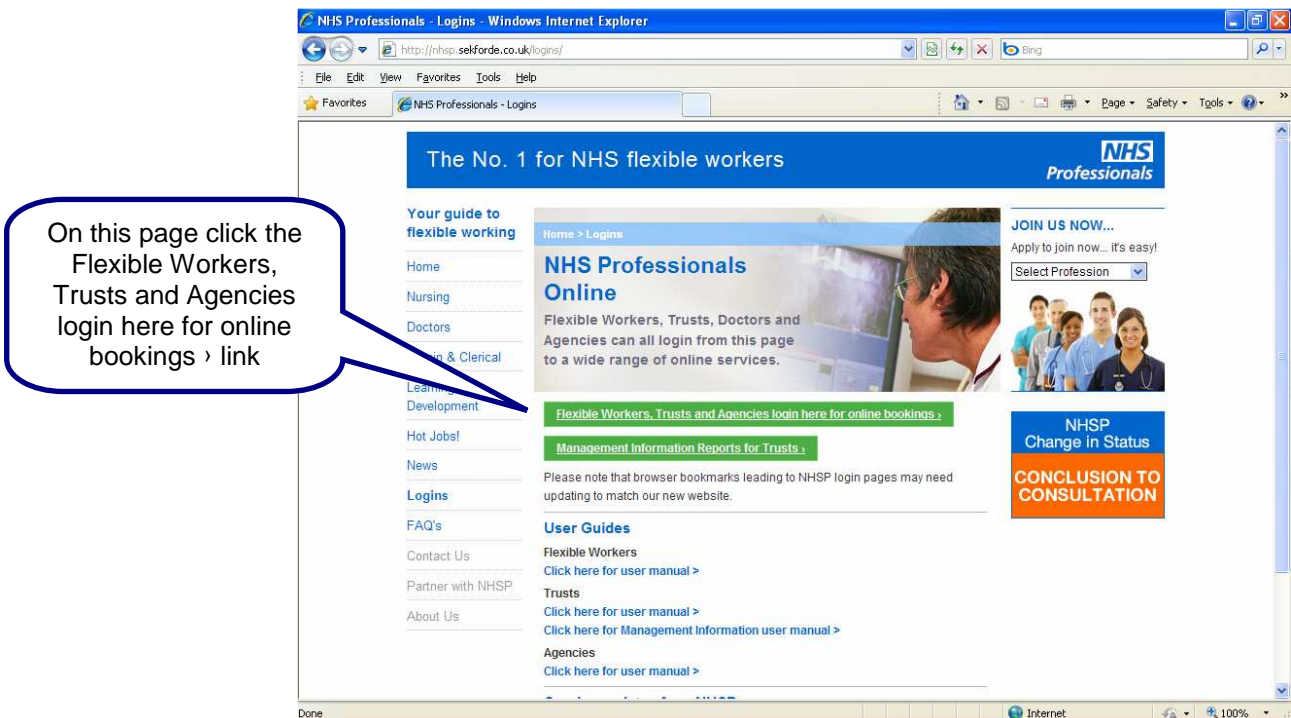 NHS Professionals - Logins - Windows Internet Explorer
http://nhsp.sekforde.co.uk/logins/
Bing
File Edit View Favorites Tools Help
Favorites
NHS Professionals - Logins
Page Safety Tools
The No. 1 for NHS flexible workers
NHS
Professionals
On this page click the
Flexible Workers,
Trusts and Agencies
login here for online
bookings › link
Your guide to
flexible working
Home
Nursing
Doctors
& Clerical
Development
Hot Jobs!
News
Logins
FAQ's
Contact Us
Partner with NHSP
About Us
Home > Logins
NHS Professionals
Online
Flexible Workers, Trusts, Doctors and
Agencies can all login from this page
to a wide range of online services.
Flexible Workers, Trusts and Agencies login here for online bookings ›
Management Information Reports for Trusts ›
Please note that browser bookmarks leading to NHSP login pages may need
updating to match our new website.
User Guides
Flexible Workers
Click here for user manual >
Trusts
Click here for user manual >
Click here for Management Information user manual >
Agencies
Click here for user manual >
JOIN US NOW...
Apply to join now... it's easy!
Select Profession
NHSP
Change in Status
CONCLUSION TO
CONSULTATION
Done
Internet
100%